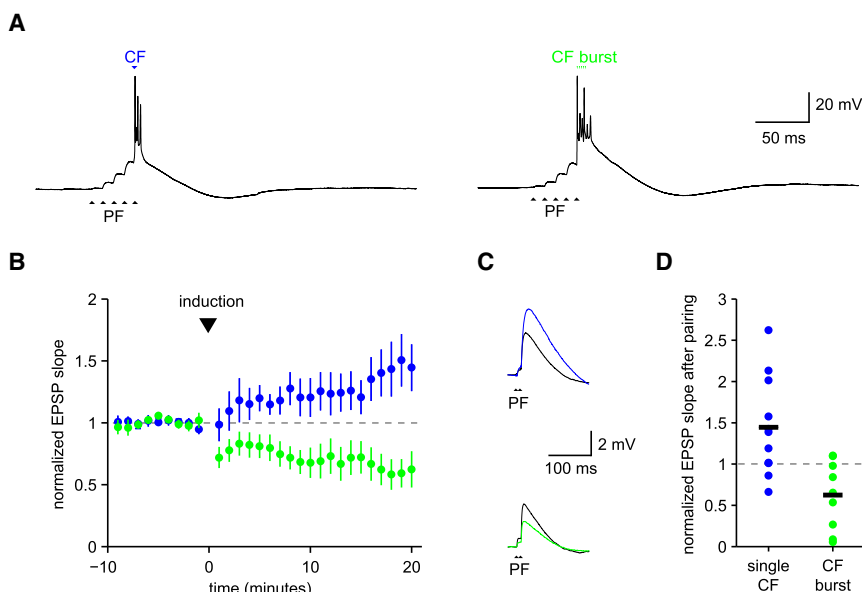 A
CF
CF burst
20 mV
50 ms
PF
PF
B
C
D
induction
normalized EPSP slope
2
1.5
1
0.5
0
−10
0
10
20
time (minutes)
PF
2 mV
100 ms
PF
normalized EPSP slope after pairing
3
2.5
2
1.5
1
0.5
0
single
CF
CF
burst